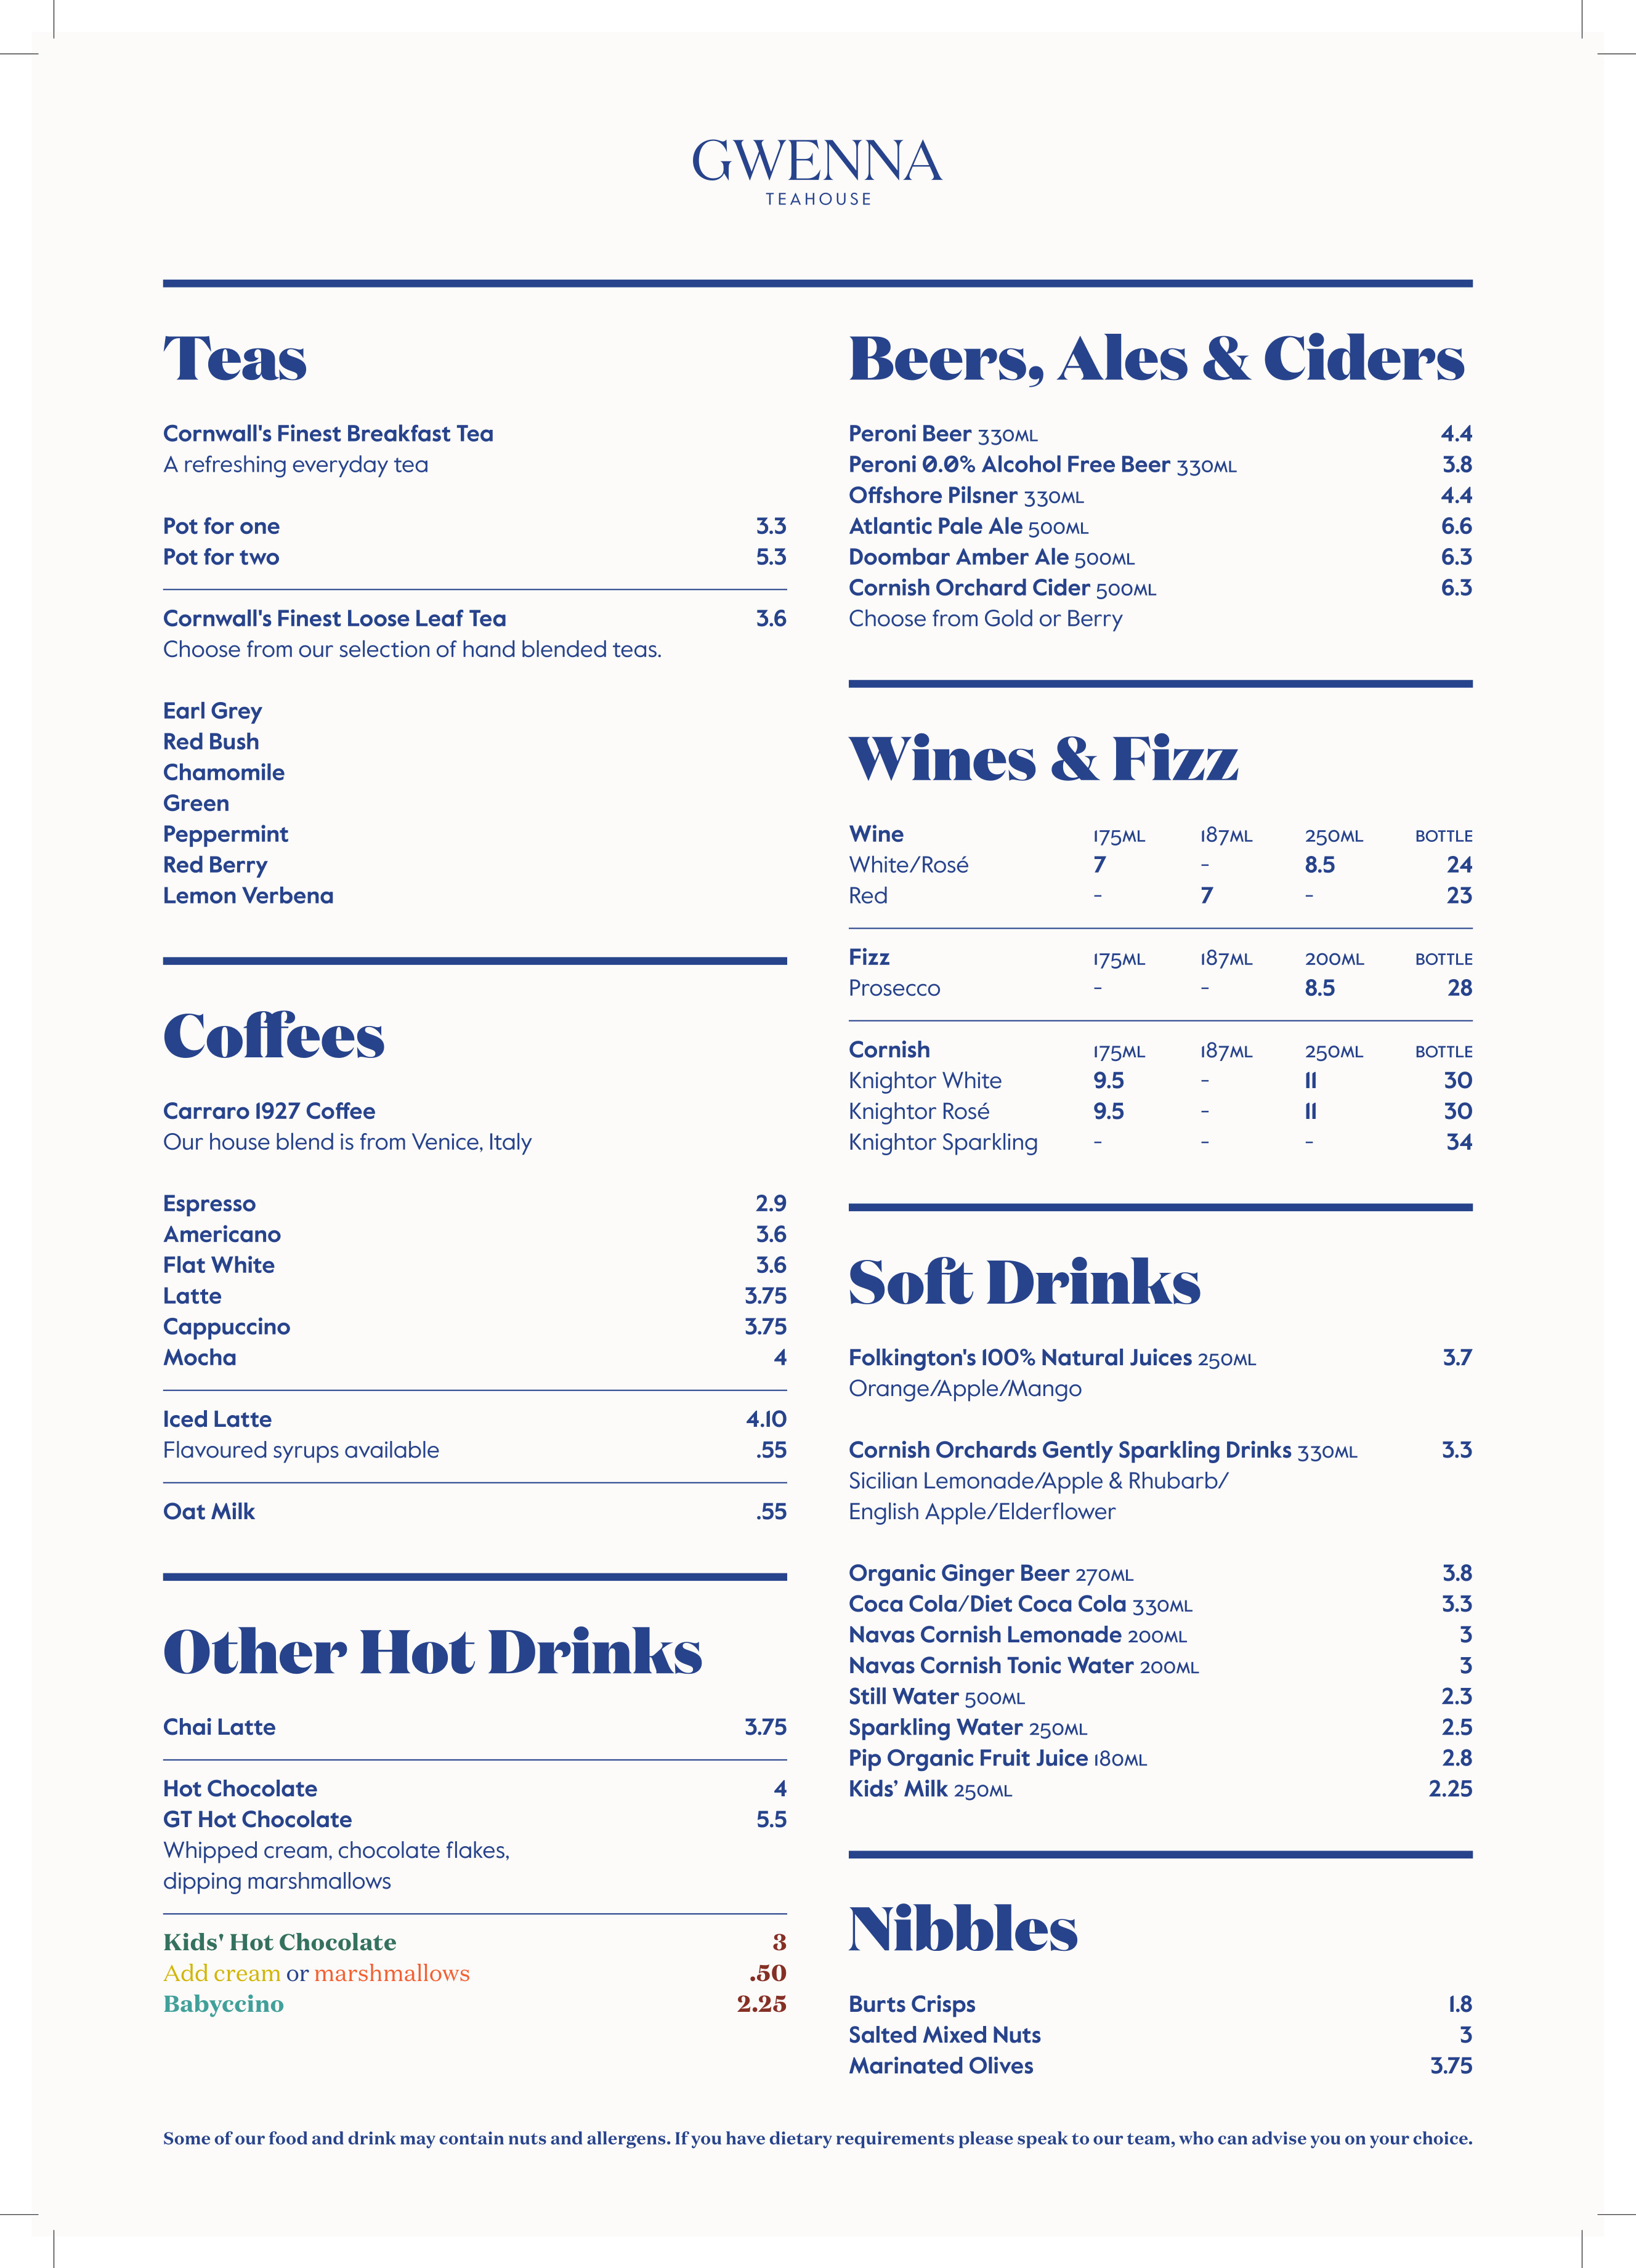 GWENNA
TEAHOUSE
Teas
Cornwall's Finest Breakfast Tea
A refreshing everyday tea
Pot for one 3.3
Pot for two 5.3
Cornwall's Finest Loose Leaf Tea 3.6
Choose from our selection of hand blended teas.
Earl Grey
Red Bush
Chamomile
Green
Peppermint
Red Berry
Lemon Verbena
Coffees
Carraro 1927 Coffee
Our house blend is from Venice, Italy
Espresso 2.9
Americano 3.6
Flat White 3.6
Latte 3.75
Cappuccino 3.75
Mocha 4
Iced Latte 4.10
Flavoured syrups available .55
Oat Milk .55
Other Hot Drinks
Chai Latte 3.75
Hot Chocolate 4
GT Hot Chocolate 5.5
Whipped cream, chocolate flakes,
dipping marshmallows
Kids' Hot Chocolate 3
Add cream or marshmallows .50
Babyccino 2.25
Beers, Ales & Ciders
Peroni Beer 330ML 4.4
Peroni 0.0% Alcohol Free Beer 330ML 3.8
Offshore Pilsner 330ML 4.4
Atlantic Pale Ale 500ML 6.6
Doombar Amber Ale 500ML 6.3
Cornish Orchard Cider 500ML 6.3
Choose from Gold or Berry
Wines & Fizz
Wine 175ML 187ML 250ML BOTTLE
White/Rosé 7 - 8.5 24
Red - 7 - 23
Fizz 175ML 187ML 200ML BOTTLE
Prosecco - - 8.5 28
Cornish 175ML 187ML 250ML BOTTLE
Knightor White 9.5 - 11 30
Knightor Rosé 9.5 - 11 30
Knightor Sparkling - - - 34
Soft Drinks
Folkington's 100% Natural Juices 250ML 3.7
Orange/Apple/Mango
Cornish Orchards Gently Sparkling Drinks 330ML 3.3
Sicilian Lemonade/Apple & Rhubarb/
English Apple/Elderflower
Organic Ginger Beer 270ML 3.8
Coca Cola/Diet Coca Cola 330ML 3.3
Navas Cornish Lemonade 200ML 3
Navas Cornish Tonic Water 200ML 3
Still Water 500ML 2.3
Sparkling Water 250ML 2.5
Pip Organic Fruit Juice 180ML 2.8
Kids’ Milk 250ML 2.25
Nibbles
Burts Crisps 1.8
Salted Mixed Nuts 3
Marinated Olives 3.75
Some of our food and drink may contain nuts and allergens. If you have dietary requirements please speak to our team, who can advise you on your choice.